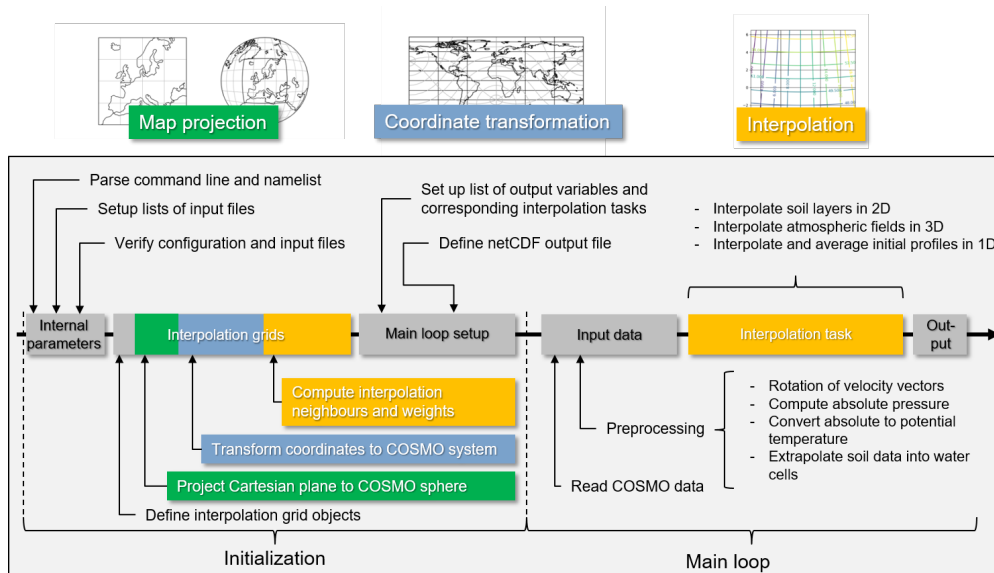 Map projection
Coordinate transformation
Interpolation
Parse command line and namelist
Setup lists of input files
Verify configuration and input files
Set up list of output variables and
corresponding interpolation tasks
Define netCDF output file
- Interpolate soil layers in 2D
- Interpolate atmospheric fields in 3D
- Interpolate and average initial profiles in 1D
Internal
parameters
Interpolation grids
Main loop setup
Input data
Interpolation task
Out-
put
Compute interpolation
neighbours and weights
Transform coordinates to COSMO system
Project Cartesian plane to COSMO sphere
Define interpolation grid objects
Preprocessing
Read COSMO data
- Rotation of velocity vectors
- Compute absolute pressure
- Convert absolute to potential
temperature
- Extrapolate soil data into water
cells
Initialization
Main loop